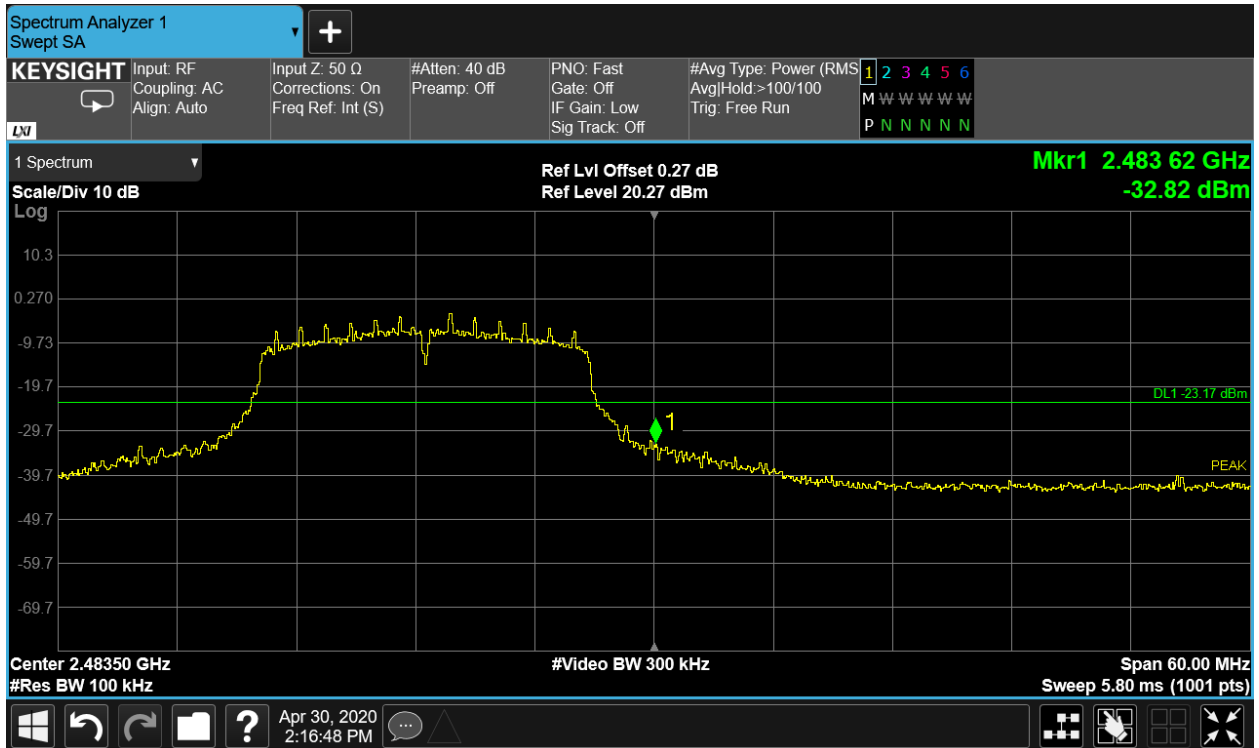 Spectrum Analyzer 1
Swept SA
+
KEYSIGHT
LXI
Input: RF
Coupling: AC
Align: Auto
Input Z: 50 Ω
Corrections: On
Freq Ref: Int (S)
#Atten: 40 dB
Preamp: Off
PNO: Fast
Gate: Off
IF Gain: Low
Sig Track: Off
#Avg Type: Power (RMS
Avg|Hold:>100/100
Trig: Free Run
1 2 3 4 5 6
M W W W W W
P N N N N N
1 Spectrum
Scale/Div 10 dB
Log
Ref Lvl Offset 0.27 dB
Ref Level 20.27 dBm
Mkr1 2.483 62 GHz
-32.82 dBm
10.3
0.270
-9.73
-19.7
DL1 -23.17 dBm
1
-29.7
PEAK
-39.7
-49.7
-59.7
-69.7
Center 2.48350 GHz
#Res BW 100 kHz
#Video BW 300 kHz
Span 60.00 MHz
Sweep 5.80 ms (1001 pts)
?
Apr 30, 2020
2:16:48 PM